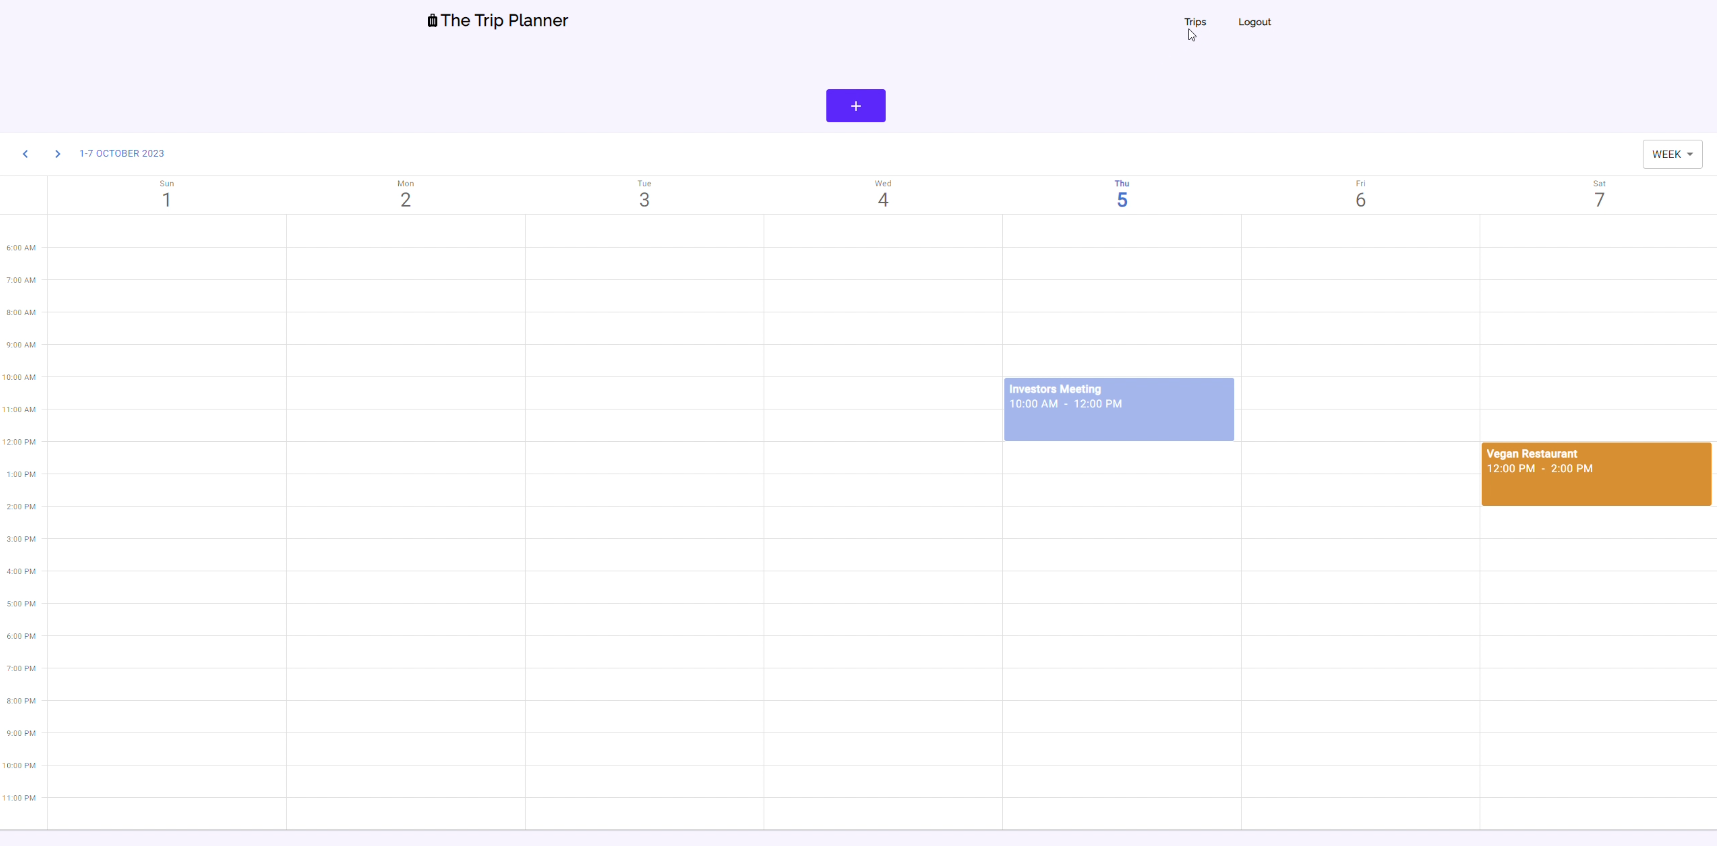 The Trip Planner
Trips
Logout
+
1-7 OCTOBER 2023
WEEK
Sun
1
Mon
2
Tue
3
Wed
4
Thu
5
Fri
6
Sat
7
6:00 AM
7:00 AM
8:00 AM
9:00 AM
10:00 AM
11:00 AM
12:00 PM
1:00 PM
2:00 PM
3:00 PM
4:00 PM
5:00 PM
6:00 PM
7:00 PM
8:00 PM
9:00 PM
10:00 PM
11:00 PM
Investors Meeting
10:00 AM - 12:00 PM
Vegan Restaurant
12:00 PM - 2:00 PM